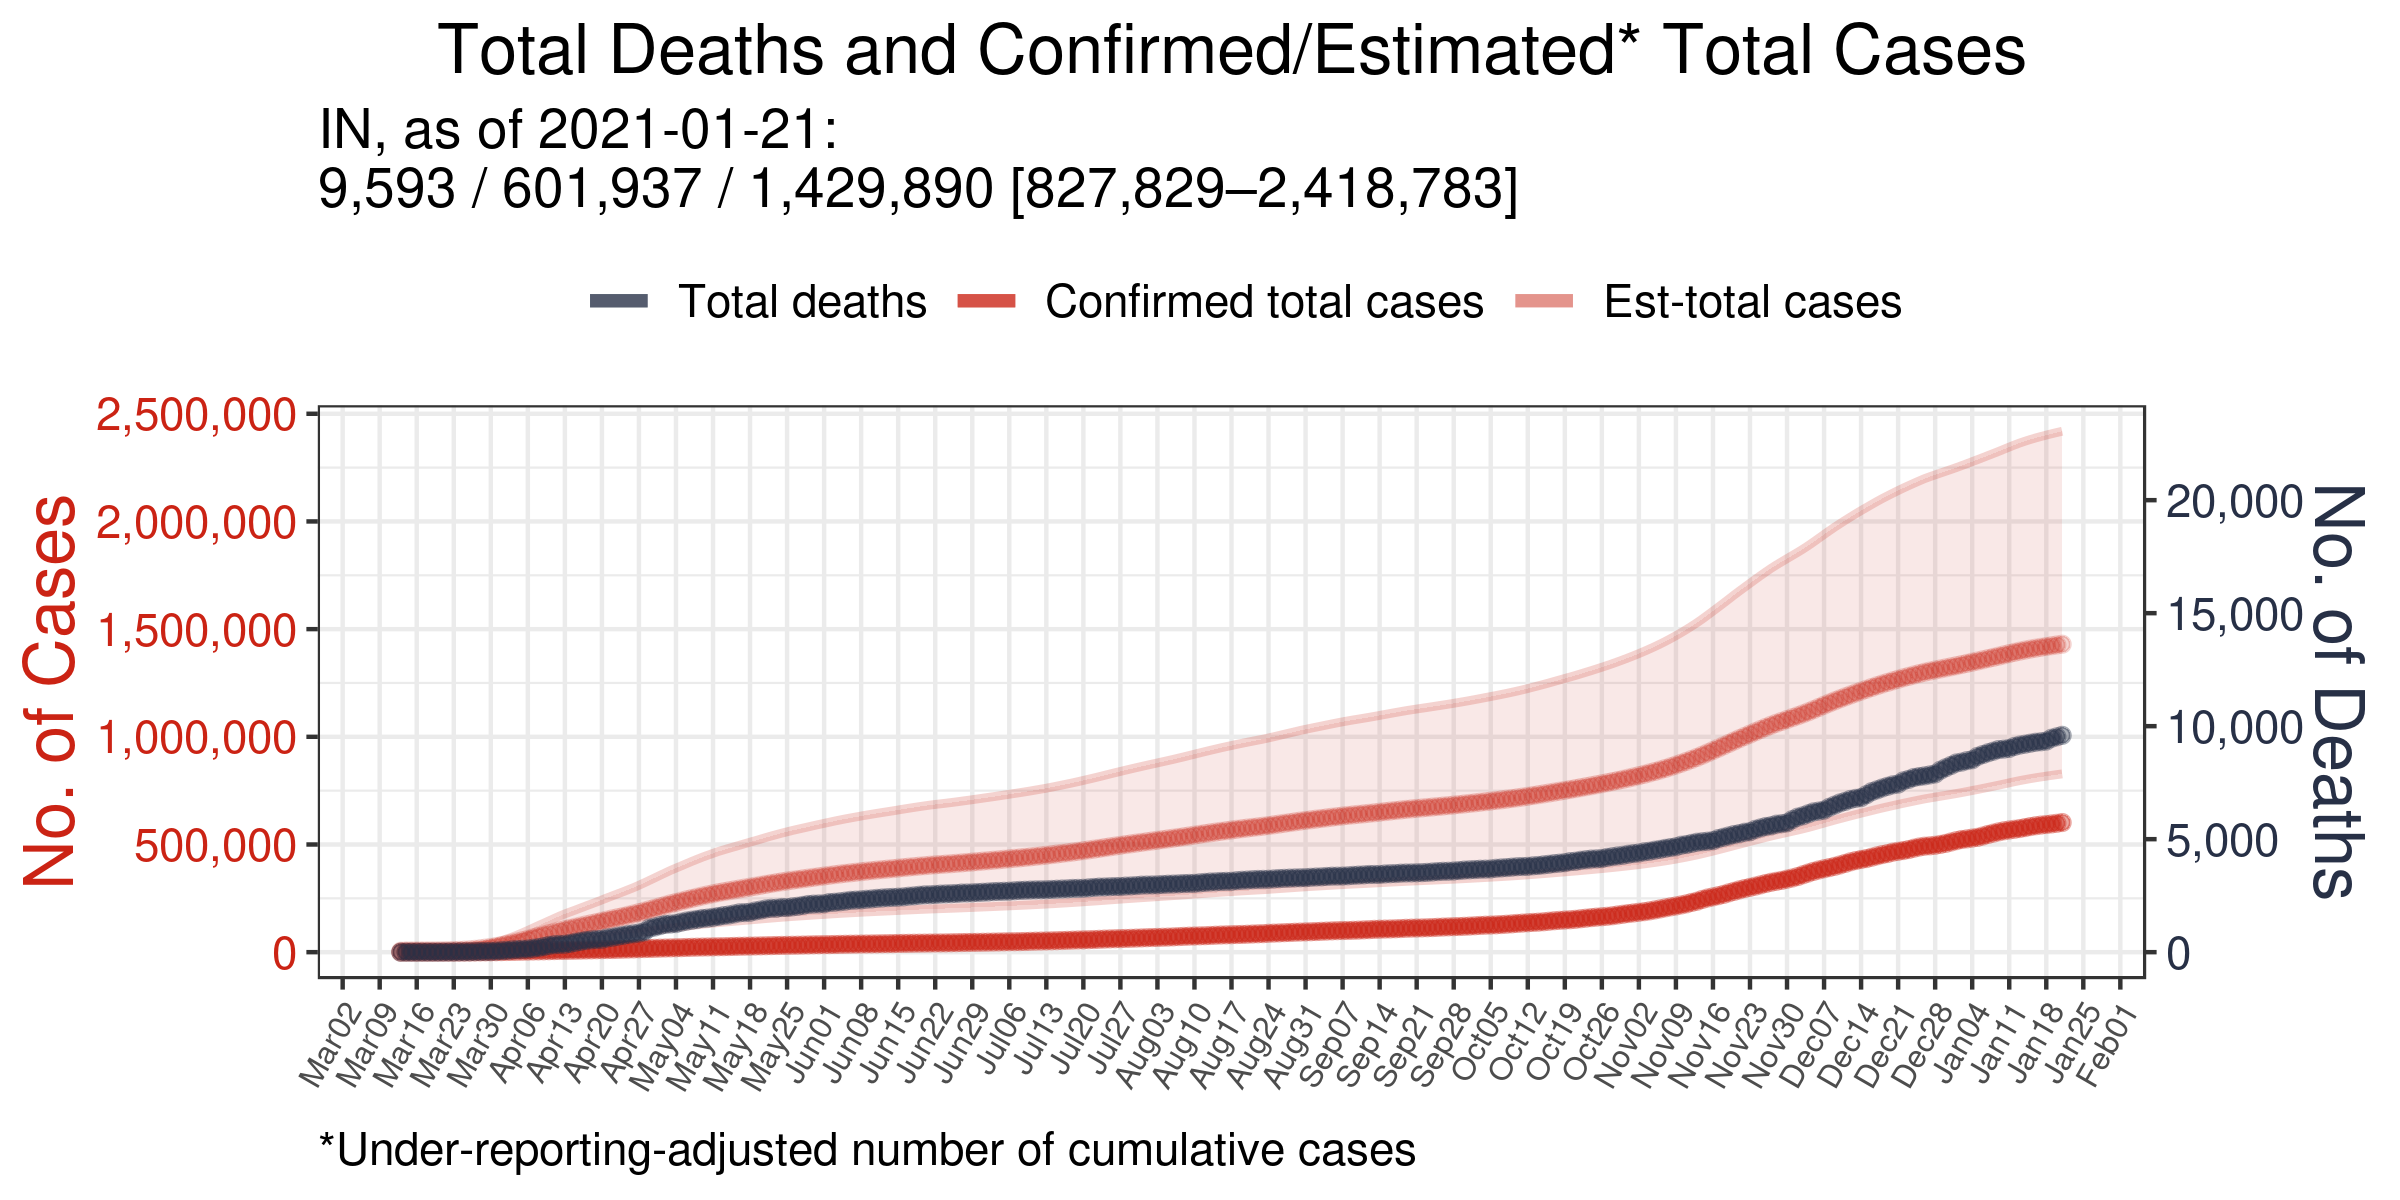 Total Deaths and Confirmed/Estimated* Total Cases
IN, as of 2021-01-21:
9,593 / 601,937 / 1,429,890 [827,829–2,418,783]
Total deaths
Confirmed total cases
Est-total cases
No. of Cases
2,500,000
2,000,000
1,500,000
1,000,000
500,000
0
20,000
15,000
10,000
5,000
0
No. of Deaths
Mar02
Mar09
Mar16
Mar23
Mar30
Apr06
Apr13
Apr20
Apr27
May04
May11
May18
May25
Jun01
Jun08
Jun15
Jun22
Jun29
Jul06
Jul13
Jul20
Jul27
Aug03
Aug10
Aug17
Aug24
Aug31
Sep07
Sep14
Sep21
Sep28
Oct05
Oct12
Oct19
Oct26
Nov02
Nov09
Nov16
Nov23
Nov30
Dec07
Dec14
Dec21
Dec28
Jan04
Jan11
Jan18
Jan25
Feb01
*Under-reporting-adjusted number of cumulative cases